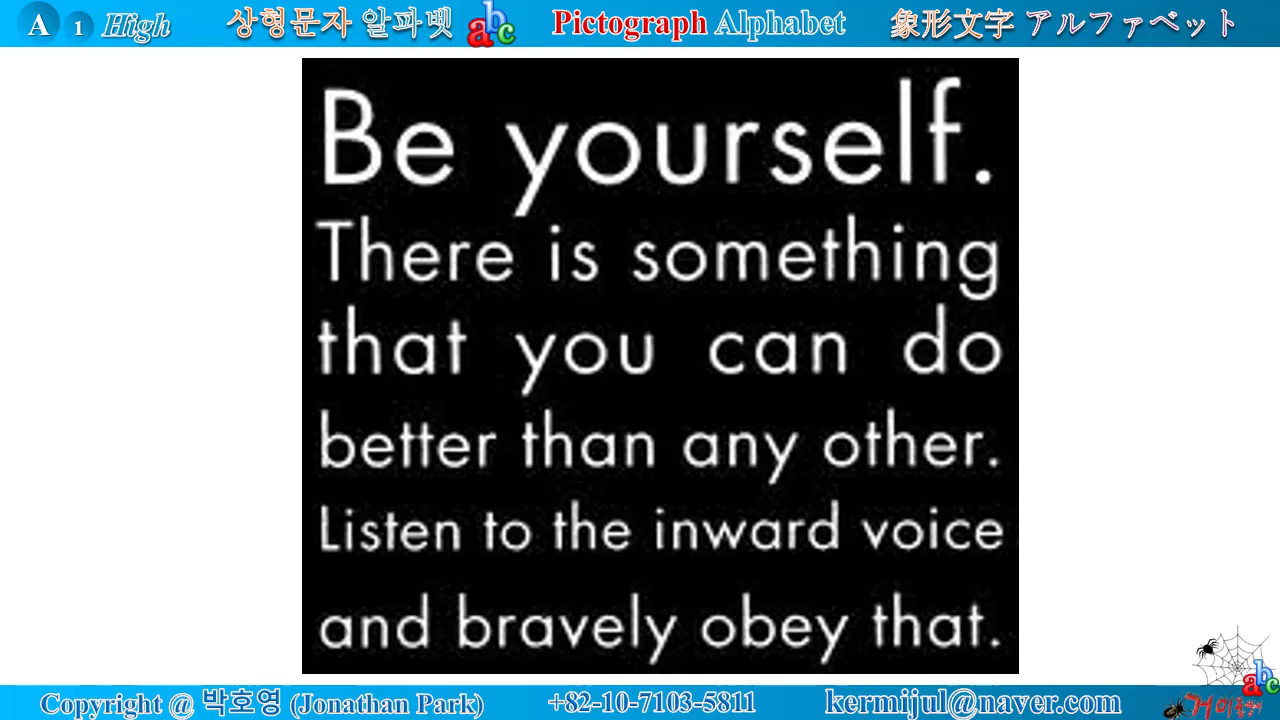 A 1 High 상형문자 알파벳 abc Pictograph Alphabet 象形文字 アルファベット
Be yourself.
There is something
that you can do
better than any other.
Listen to the inward voice
and bravely obey that.
abc
Copyright @ 박호영 (Jonathan Park) +82-10-7103-5811 kermijul@naver.com 거미